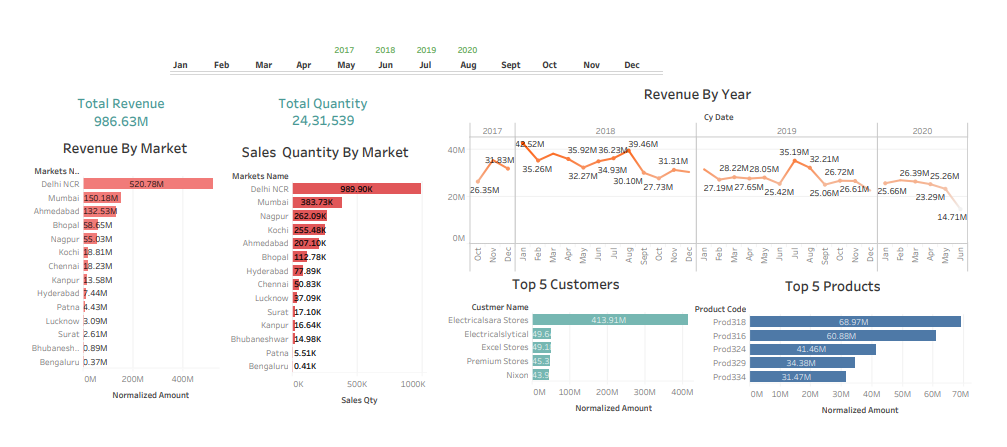 2017 2018 2019 2020
Jan Feb Mar Apr May Jun Jul Aug Sept Oct Nov Dec
Total Revenue
986.63M
Total Quantity
24,31,539
Revenue By Market
Markets N..
Delhi NCR 520.78M
Mumbai 150.18M
Ahmedabad 132.53M
Bhopal 58.65M
Nagpur 55.03M
Kochi 18.81M
Chennai 18.23M
Kanpur 13.58M
Hyderabad 7.44M
Patna 4.43M
Lucknow 3.09M
Surat 2.61M
Bhubanesh.. 0.89M
Bengaluru 0.37M
0M 200M 400M
Normalized Amount
Sales Quantity By Market
Markets Name
Delhi NCR 989.90K
Mumbai 383.73K
Nagpur 262.09K
Kochi 255.48K
Ahmedabad 207.10K
Bhopal 112.78K
Hyderabad 77.89K
Chennai 50.83K
Lucknow 37.09K
Surat 17.10K
Kanpur 16.64K
Bhubaneshwar 14.98K
Patna 5.51K
Bengaluru 0.41K
0K 500K 1000K
Sales Qty
Revenue By Year
Cy Date
2017 2018 2019 2020
40M
20M
0M
26.35M 31.83M 42.52M 35.26M 35.92M 32.27M 34.93M 36.23M 39.46M 30.10M 27.73M 31.31M
27.19M 28.22M 27.65M 28.05M 25.42M 35.19M 32.21M 25.06M 26.72M 26.61M
25.66M 26.39M 23.29M 25.26M 14.71M
Oct Nov Dec Jan Feb Mar Apr May Jun Jul Aug Sept Oct Nov Dec Jan Feb Mar Apr May Jun Jul Aug Sept Oct Nov Dec Jan Feb Mar Apr May Jun
Top 5 Customers
Custmer Name
Electricalsara Stores 413.91M
Electricalslytical 49.6
Excel Stores 49.1
Premium Stores 45.
Nixon 43.
0M 100M 200M 300M 400M
Normalized Amount
Top 5 Products
Product Code
Prod318 68.97M
Prod316 60.88M
Prod324 41.46M
Prod329 34.38M
Prod334 31.47M
0M 10M 20M 30M 40M 50M 60M 70M
Normalized Amount